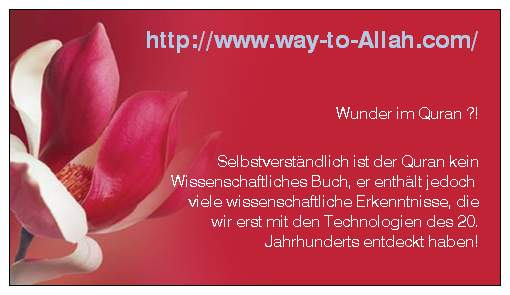 http://www.way-to-Allah.com/
Wunder im Quran ?!
Selbstverständlich ist der Quran kein
Wissenschaftliches Buch, er enthält jedoch
viele wissenschaftliche Erkenntnisse, die
wir erst mit den Technologien des 20.
Jahrhunderts entdeckt haben!